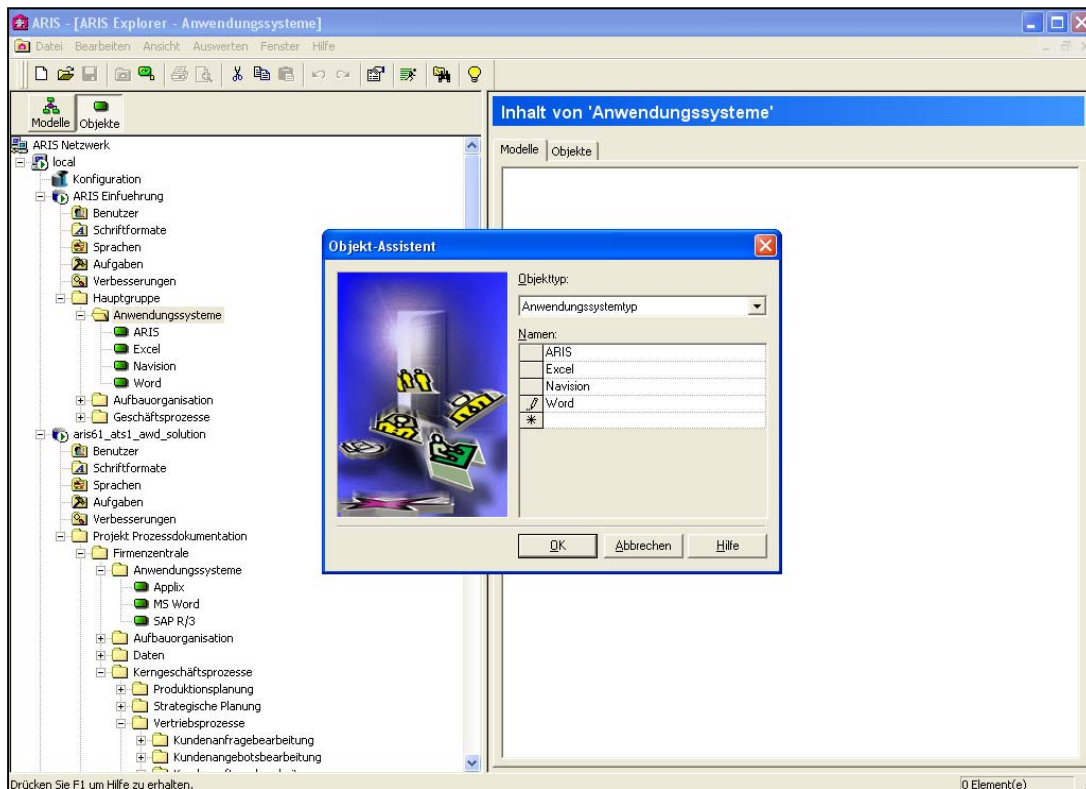 ARIS - [ARIS Explorer - Anwendungssysteme]
Datei Bearbeiten Ansicht Auswerten Fenster Hilfe
Modelle Objekte
ARIS Netzwerk
local
Konfiguration
ARIS Einfuehrung
Benutzer
Schriftformate
Sprachen
Aufgaben
Verbesserungen
Hauptgruppe
Anwendungssysteme
ARIS
Excel
Navision
Word
Aufbauorganisation
Geschäftsprozesse
aris61_ats1_awd_solution
Benutzer
Schriftformate
Sprachen
Aufgaben
Verbesserungen
Projekt Prozessdokumentation
Firmenzentrale
Anwendungssysteme
Applix
MS Word
SAP R/3
Aufbauorganisation
Daten
Kerngeschäftsprozesse
Produktionsplanung
Strategische Planung
Vertriebsprozesse
Kundenanfragebearbeitung
Kundenangebotsbearbeitung
Inhalt von 'Anwendungssysteme'
Modelle Objekte
Objekt-Assistent
Objekttyp:
Anwendungssystemtyp
Namen:
ARIS
Excel
Navision
Word
OK Abbrechen Hilfe
Drücken Sie F1 um Hilfe zu erhalten.
0 Element(e)